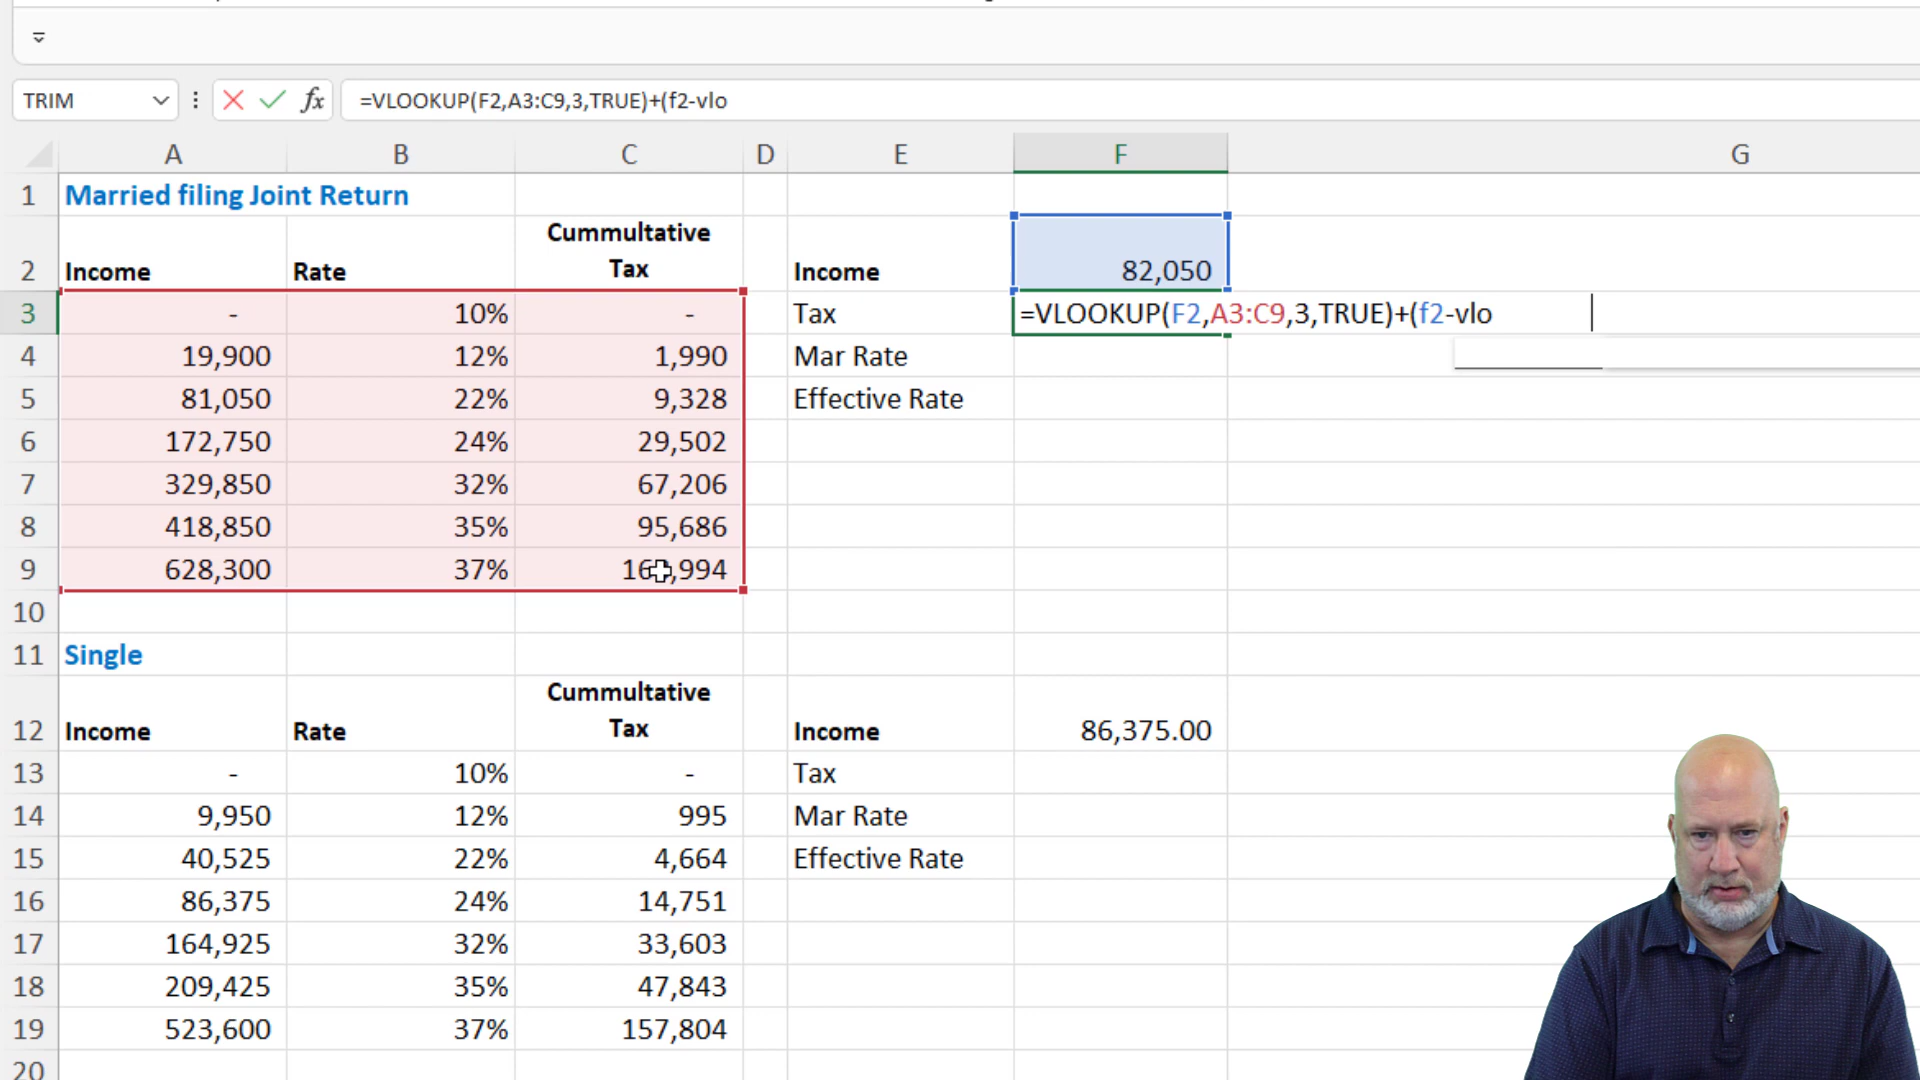 TRIM =VLOOKUP(F2,A3:C9,3,TRUE)+(f2-vlo
A B C D E F G
1 Married filing Joint Return
Cummultative
2 Income Rate Tax Income 82,050
3 - 10% - Tax =VLOOKUP(F2,A3:C9,3,TRUE)+(f2-vlo
4 19,900 12% 1,990 Mar Rate
5 81,050 22% 9,328 Effective Rate
6 172,750 24% 29,502
7 329,850 32% 67,206
8 418,850 35% 95,686
9 628,300 37%
10
11 Single
Cummultative
12 Income Rate Tax Income 86,375.00
13 - 10% - Tax
14 9,950 12% 995 Mar Rate
15 40,525 22% 4,664 Effective Rate
16 86,375 24% 14,751
17 164,925 32% 33,603
18 209,425 35% 47,843
19 523,600 37% 157,804
20